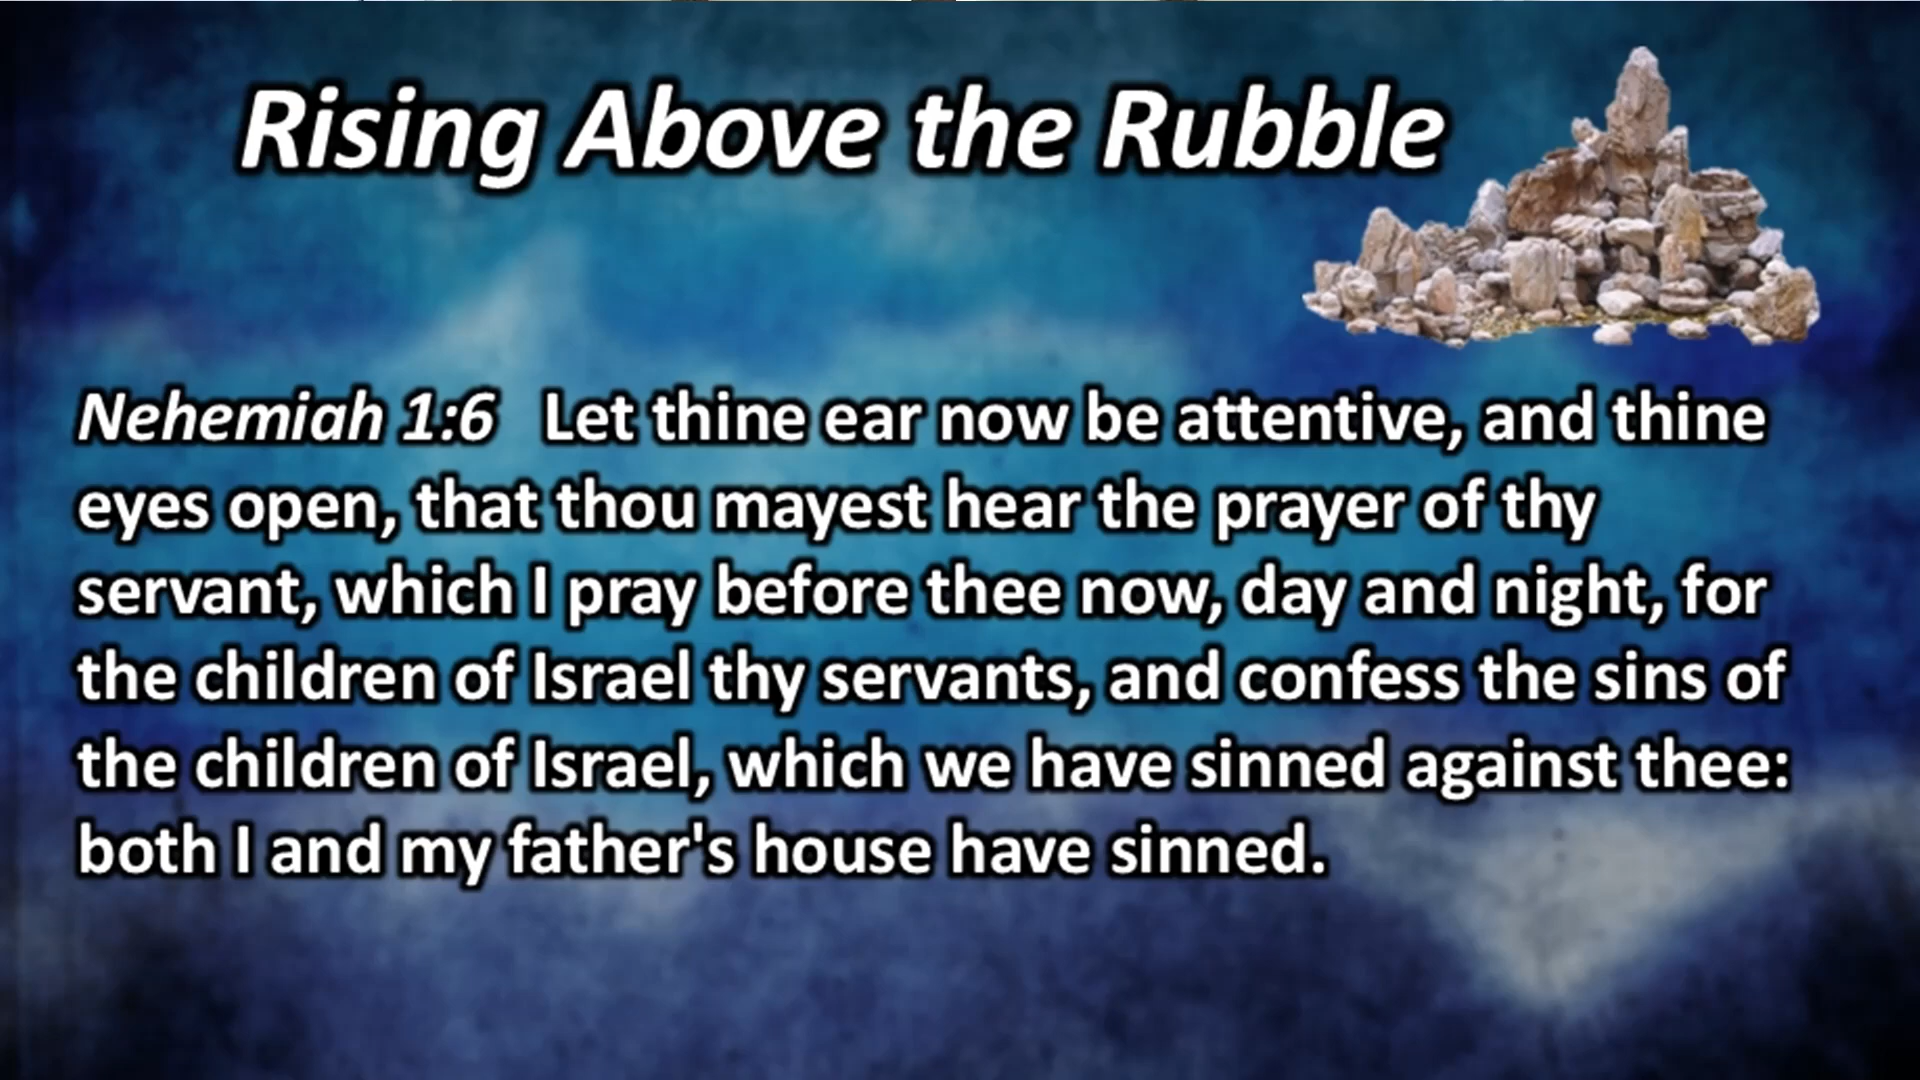 Rising Above the Rubble
Nehemiah 1:6 Let thine ear now be attentive, and thine
eyes open, that thou mayest hear the prayer of thy
servant, which I pray before thee now, day and night, for
the children of Israel thy servants, and confess the sins of
the children of Israel, which we have sinned against thee:
both I and my father's house have sinned.